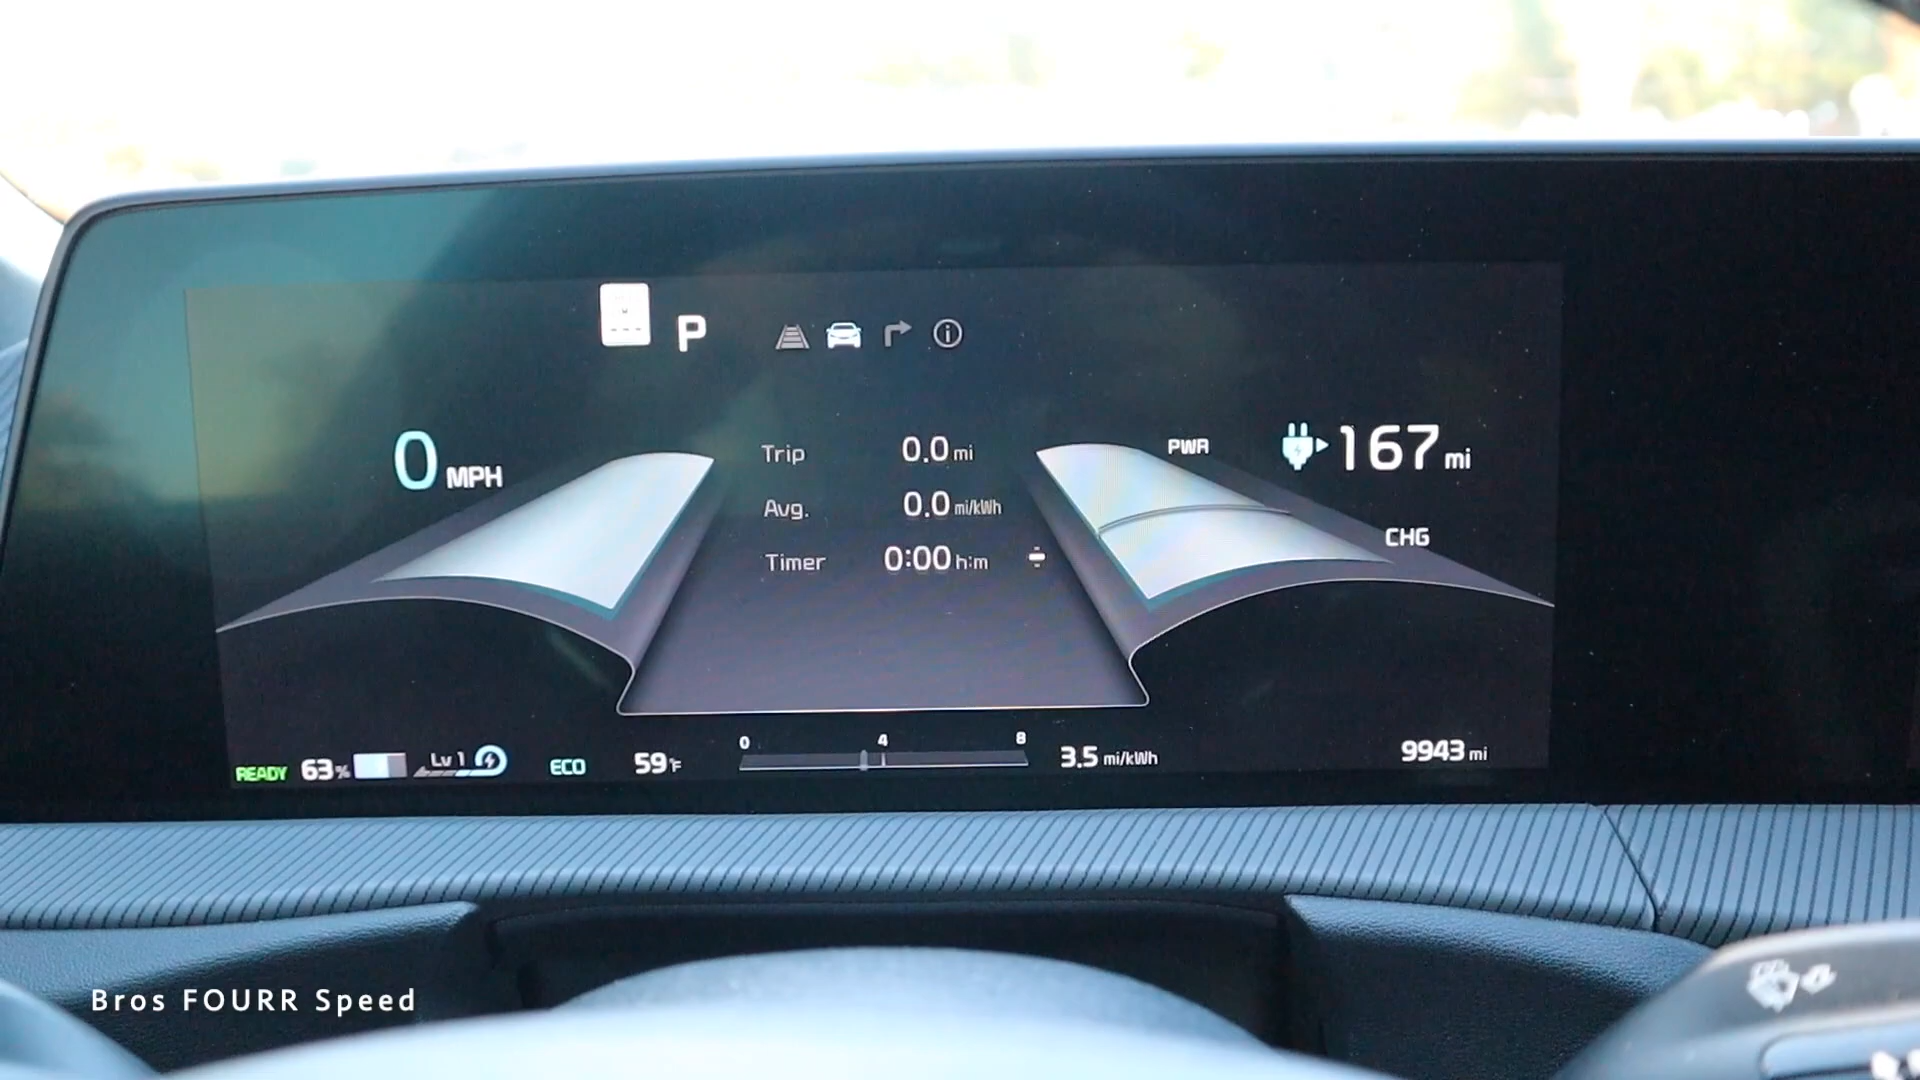 P
0 MPH
Trip 0.0 mi
Avg. 0.0 mi/kWh
Timer 0:00 h:m
PWR
167 mi
CHG
READY 63% Lv 1 ECO 59°F 0 4 8 3.5 mi/kWh 9943 mi
Bros FOURR Speed